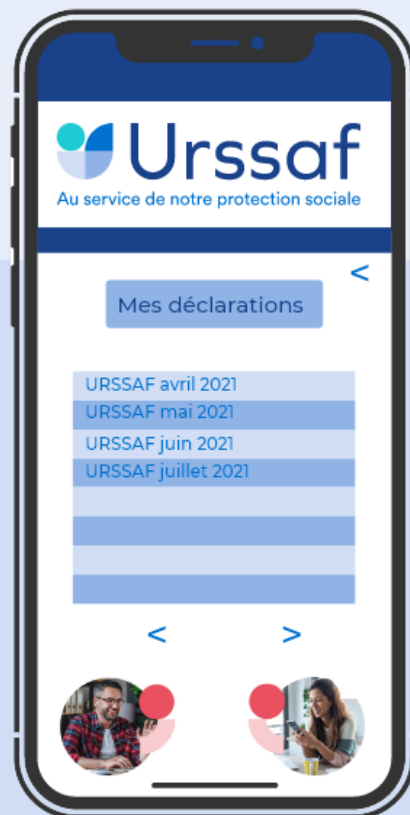 Urssaf
Au service de notre protection sociale
<
Mes déclarations
URSSAF avril 2021
URSSAF mai 2021
URSSAF juin 2021
URSSAF juillet 2021
< >